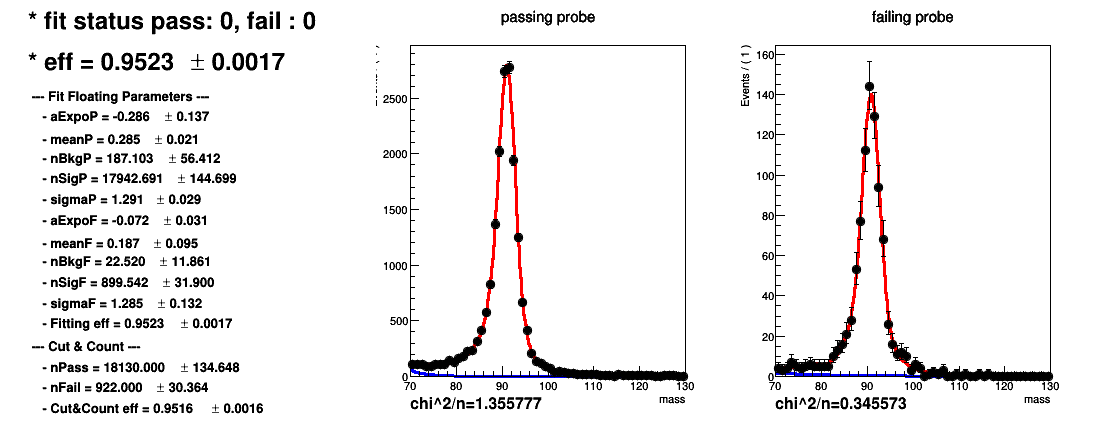 * fit status pass: 0, fail : 0
* eff = 0.9523 ± 0.0017
--- Fit Floating Parameters ---
- aExpoP = -0.286 ± 0.137
- meanP = 0.285 ± 0.021
- nBkgP = 187.103 ± 56.412
- nSigP = 17942.691 ± 144.699
- sigmaP = 1.291 ± 0.029
- aExpoF = -0.072 ± 0.031
- meanF = 0.187 ± 0.095
- nBkgF = 22.520 ± 11.861
- nSigF = 899.542 ± 31.900
- sigmaF = 1.285 ± 0.132
- Fitting eff = 0.9523 ± 0.0017
--- Cut & Count ---
- nPass = 18130.000 ± 134.648
- nFail = 922.000 ± 30.364
- Cut&Count eff = 0.9516 ± 0.0016
passing probe
2500
2000
1500
1000
500
0
70 80 90 100 110 120 130
mass
chi^2/n=1.355777
failing probe
Events / ( 1 )
160
140
120
100
80
60
40
20
0
70 80 90 100 110 120 130
mass
chi^2/n=0.345573